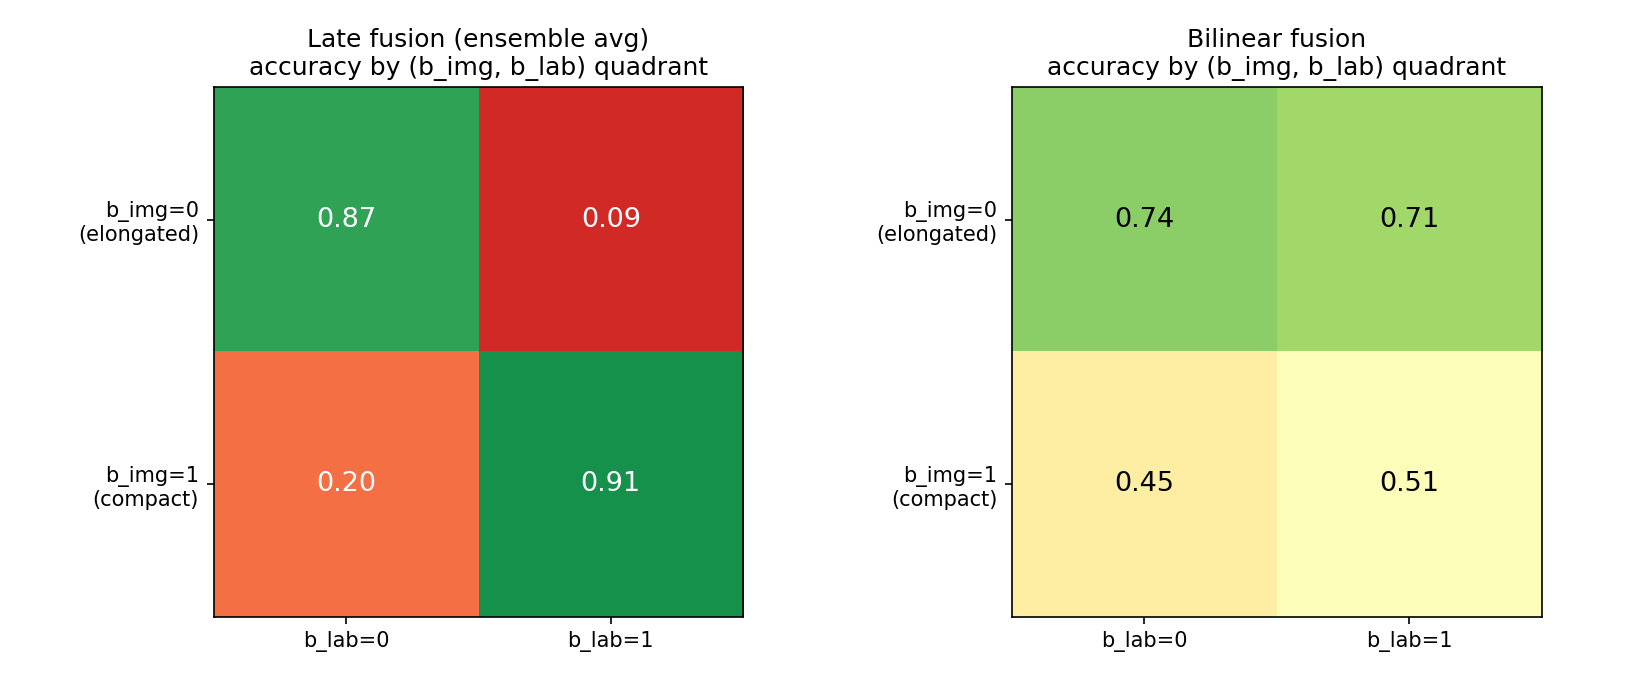 Late fusion (ensemble avg)
accuracy by (b_img, b_lab) quadrant
b_img=0
(elongated)
0.87
0.09
b_img=1
(compact)
0.20
0.91
b_lab=0
b_lab=1
Bilinear fusion
accuracy by (b_img, b_lab) quadrant
b_img=0
(elongated)
0.74
0.71
b_img=1
(compact)
0.45
0.51
b_lab=0
b_lab=1